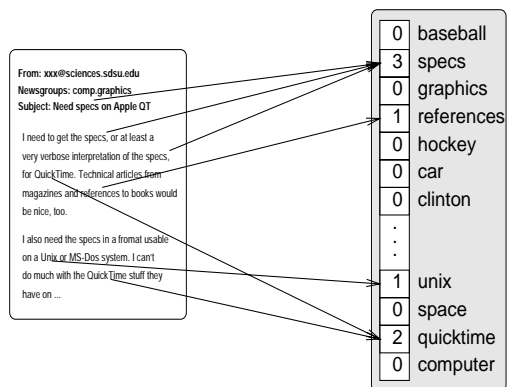 From: xxx@sciences.sdsu.edu
Newsgroups: comp.graphics
Subject: Need specs on Apple QT
I need to get the specs, or at least a
very verbose interpretation of the specs,
for QuickTime. Technical articles from
magazines and references to books would
be nice, too.
I also need the specs in a fromat usable
on a Unix or MS-Dos system. I can't
do much with the QuickTime stuff they
have on ...
0 baseball
3 specs
0 graphics
1 references
0 hockey
0 car
0 clinton
.
.
.
1 unix
0 space
2 quicktime
0 computer